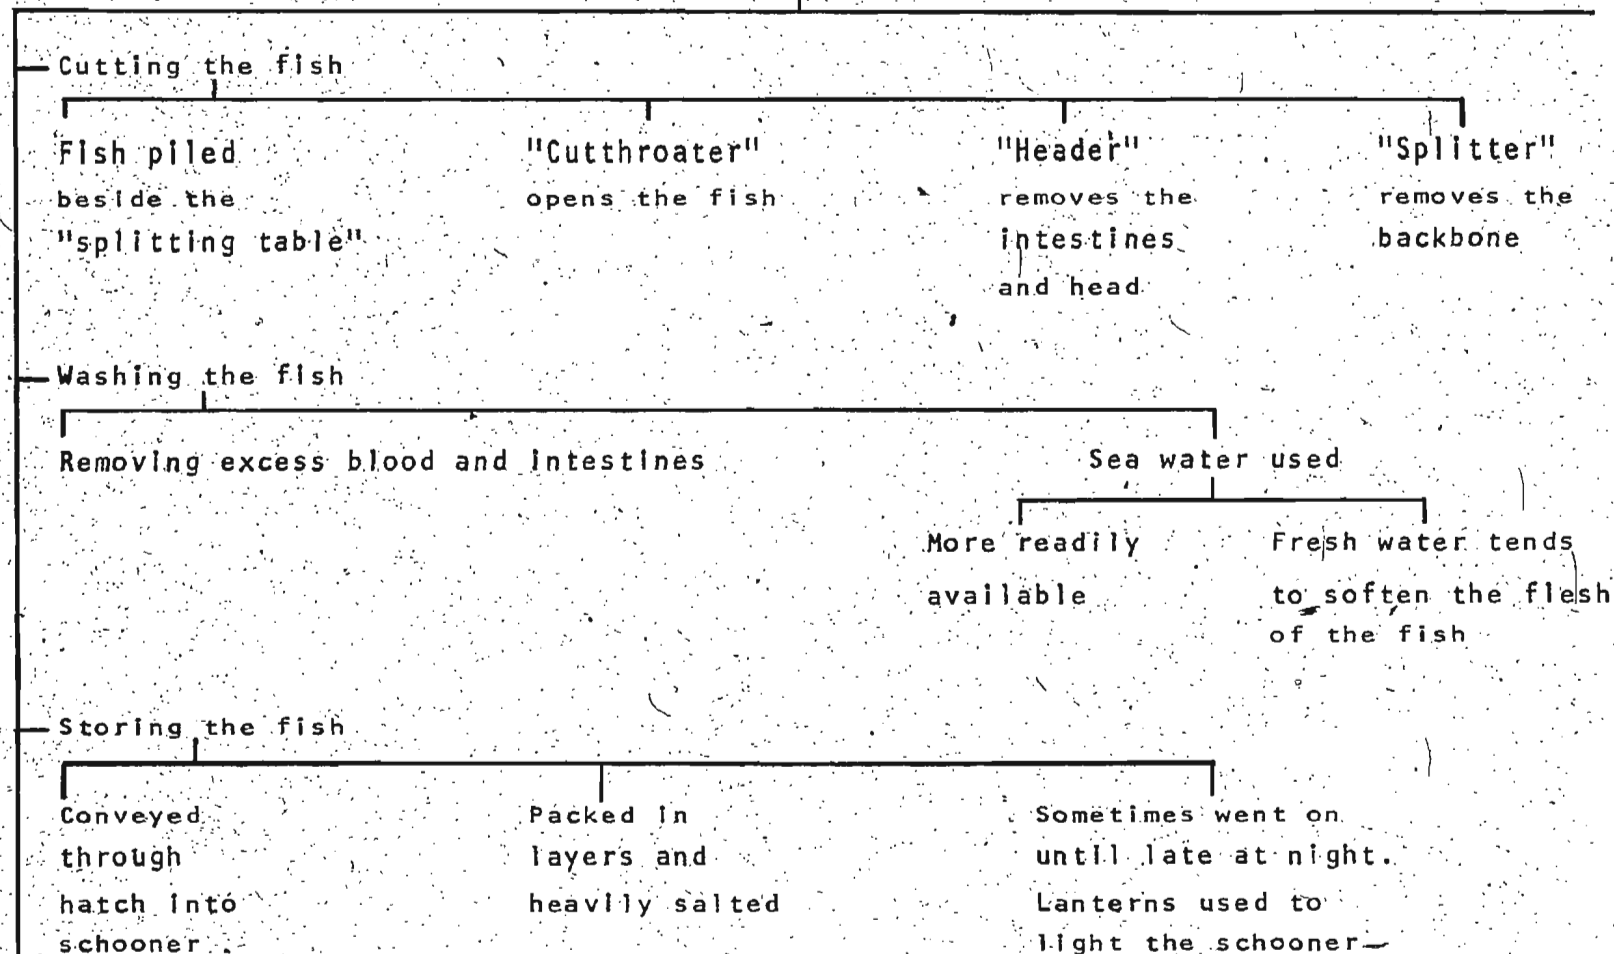 Cutting the fish
Fish piled
beside the
"splitting table"
"Cutthroater"
opens the fish
"Header"
removes the
intestines
and head
"Splitter"
removes the
backbone
Washing the fish
Removing excess blood and intestines
Sea water used
More readily
available
Fresh water tends
to soften the flesh
of the fish
Storing the fish
Conveyed
through
hatch into
schooner
Packed in
layers and
heavily salted
Sometimes went on
until late at night.
Lanterns used to
light the schooner